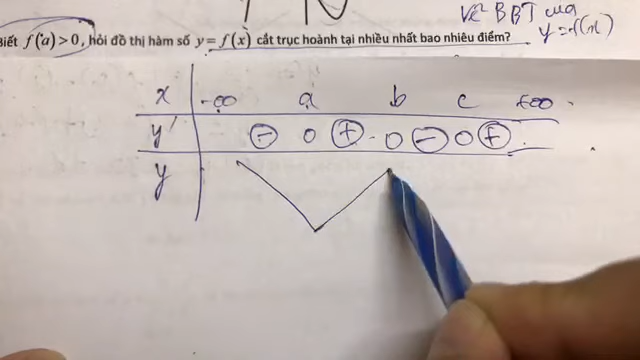 VẼ BBT của
y=f(x)
Biết f(a)>0, hỏi đồ thị hàm số y=f(x) cắt trục hoành tại nhiều nhất bao nhiêu điểm?
x -∞ a b c +∞
y' - 0 + 0 - 0 +
y